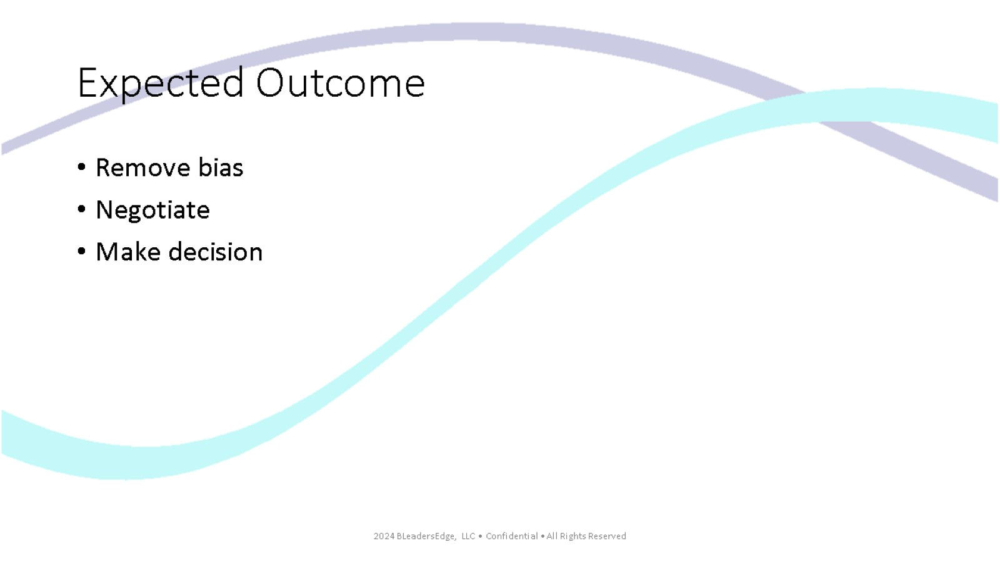 Expected Outcome
• Remove bias
• Negotiate
• Make decision
2024 BLeadersEdge, LLC • Confidential • All Rights Reserved